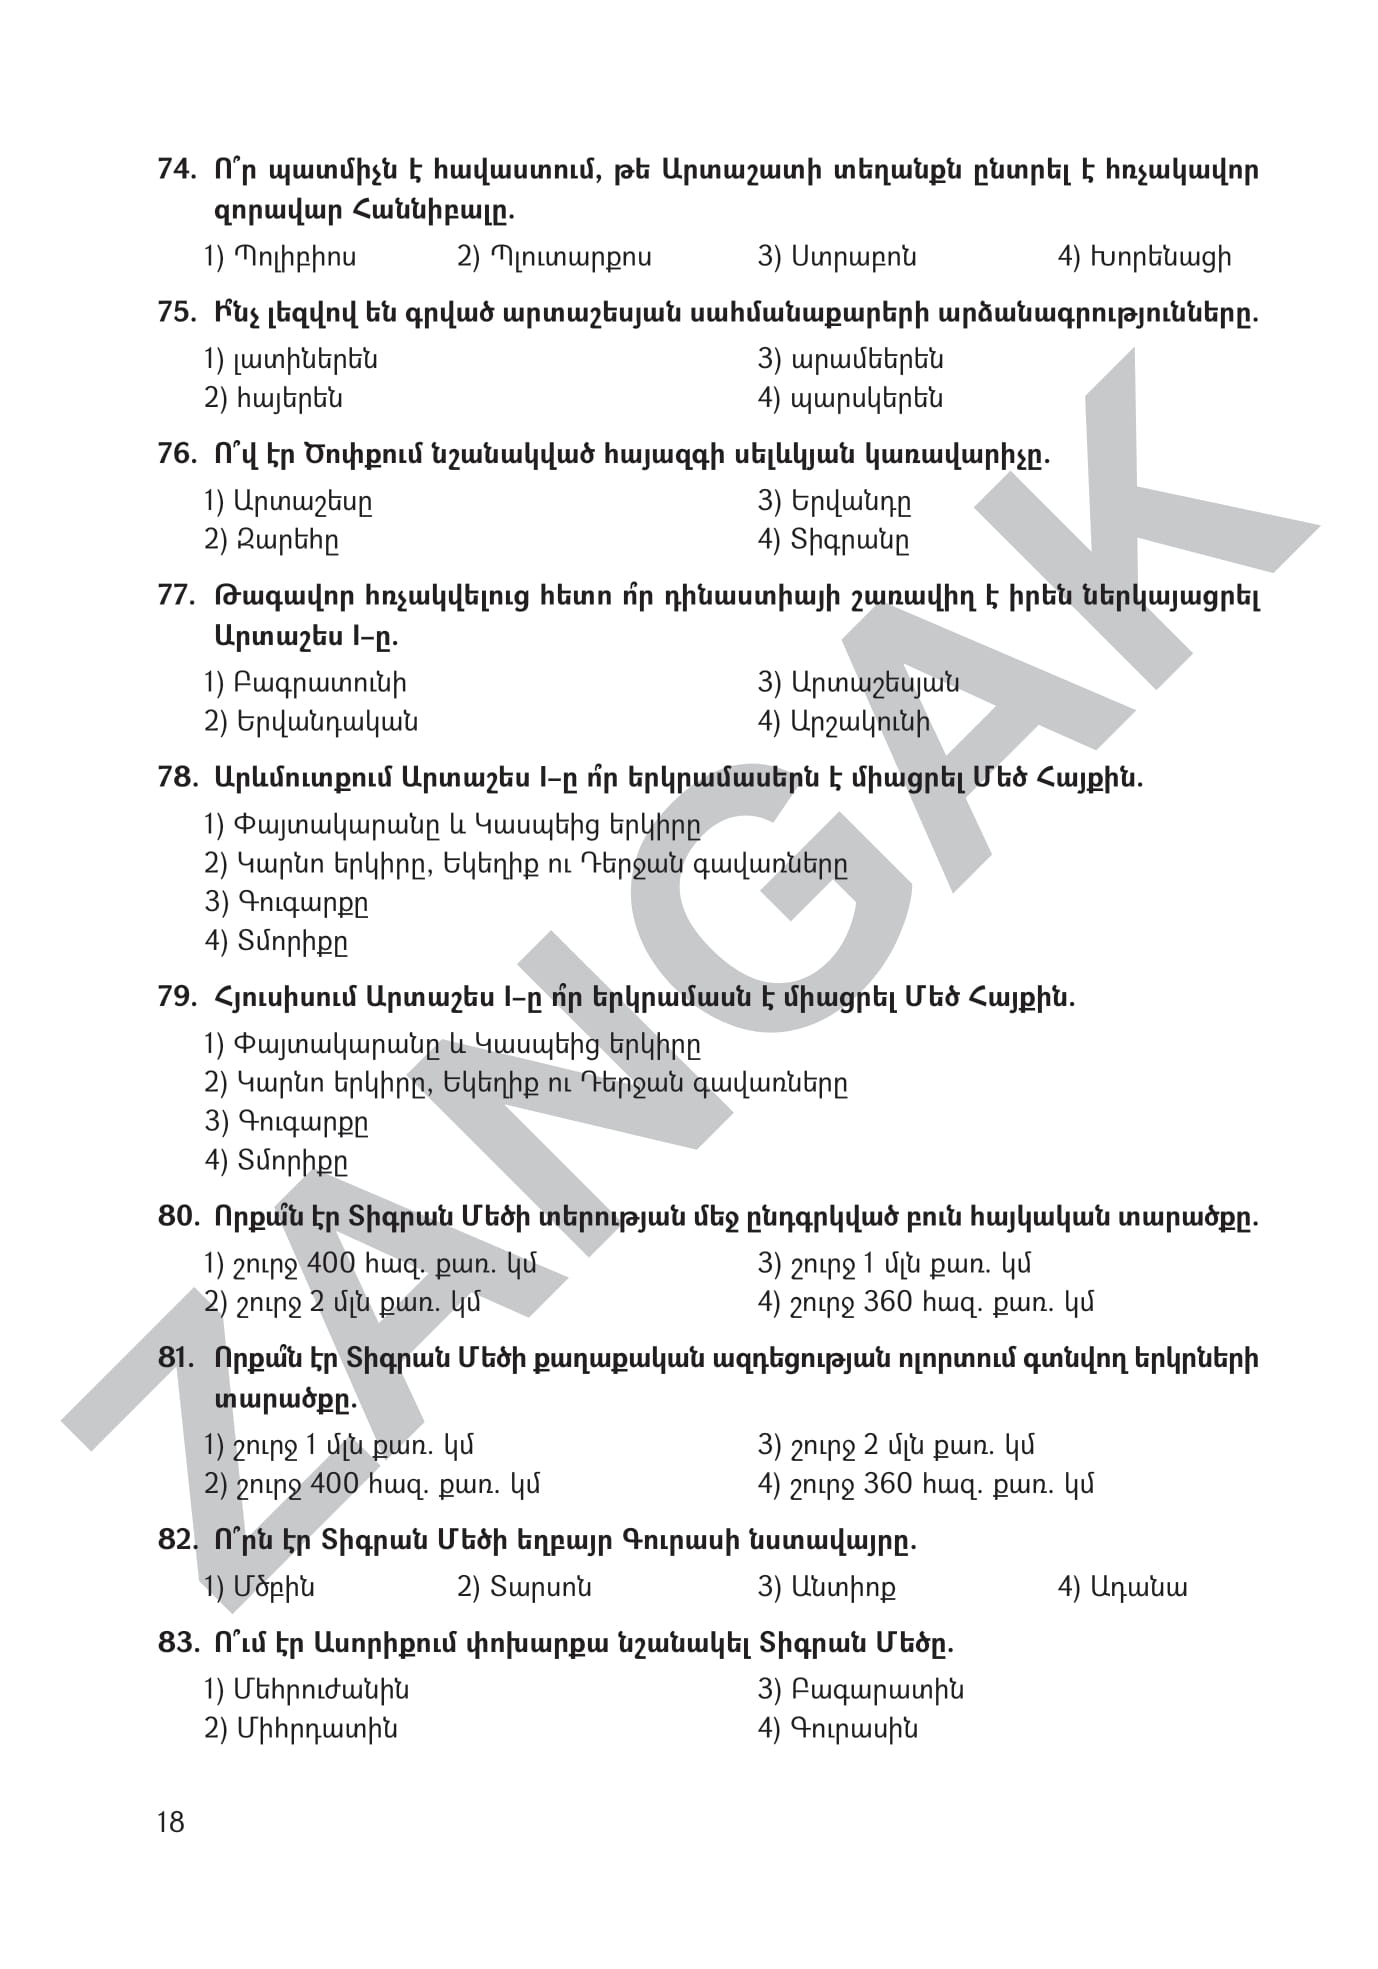 74. Ո՞ր պատմիչն է հավաստում, թե Արտաշատի տեղանքն ընտրել է հռչակավոր
զորավար Հաննիբալը.
1) Պոլիբիոս 2) Պլուտարքոս 3) Ստրաբոն 4) Խորենացի
75. Ի՞նչ լեզվով են գրված արտաշեսյան սահմանաքարերի արձանագրությունները.
1) լատիներեն 3) արամեերեն
2) հայերեն 4) պարսկերեն
76. Ո՞վ էր Ծոփքում նշանակված հայազգի սելևկյան կառավարիչը.
1) Արտաշեսը 3) Երվանդը
2) Զարեհը 4) Տիգրանը
77. Թագավոր հռչակվելուց հետո ո՞ր դինաստիայի շառավիղ է իրեն ներկայացրել
Արտաշես I–ը.
1) Բագրատունի 3) Արտաշեսյան
2) Երվանդական 4) Արշակունի
78. Արևմուտքում Արտաշես I–ը ո՞ր երկրամասերն է միացրել Մեծ Հայքին.
1) Փայտակարանը և Կասպեից երկիրը
2) Կարնո երկիրը, Եկեղիք ու Դերջան գավառները
3) Գուգարքը
4) Տմորիքը
79. Հյուսիսում Արտաշես I–ը ո՞ր երկրամասն է միացրել Մեծ Հայքին.
1) Փայտակարանը և Կասպեից երկիրը
2) Կարնո երկիրը, Եկեղիք ու Դերջան գավառները
3) Գուգարքը
4) Տմորիքը
80. Որքա՞ն էր Տիգրան Մեծի տերության մեջ ընդգրկված բուն հայկական տարածքը.
1) շուրջ 400 հազ. քառ. կմ 3) շուրջ 1 մլն քառ. կմ
2) շուրջ 2 մլն քառ. կմ 4) շուրջ 360 հազ. քառ. կմ
81. Որքա՞ն էր Տիգրան Մեծի քաղաքական ազդեցության ոլորտում գտնվող երկրների
տարածքը.
1) շուրջ 1 մլն քառ. կմ 3) շուրջ 2 մլն քառ. կմ
2) շուրջ 400 հազ. քառ. կմ 4) շուրջ 360 հազ. քառ. կմ
82. Ո՞րն էր Տիգրան Մեծի եղբայր Գուրասի նստավայրը.
1) Մծբին 2) Տարսոն 3) Անտիոք 4) Ադանա
83. Ո՞ւմ էր Ասորիքում փոխարքա նշանակել Տիգրան Մեծը.
1) Մեհրուժանին 3) Բագարատին
2) Միհրդատին 4) Գուրասին
18
ZANGAK